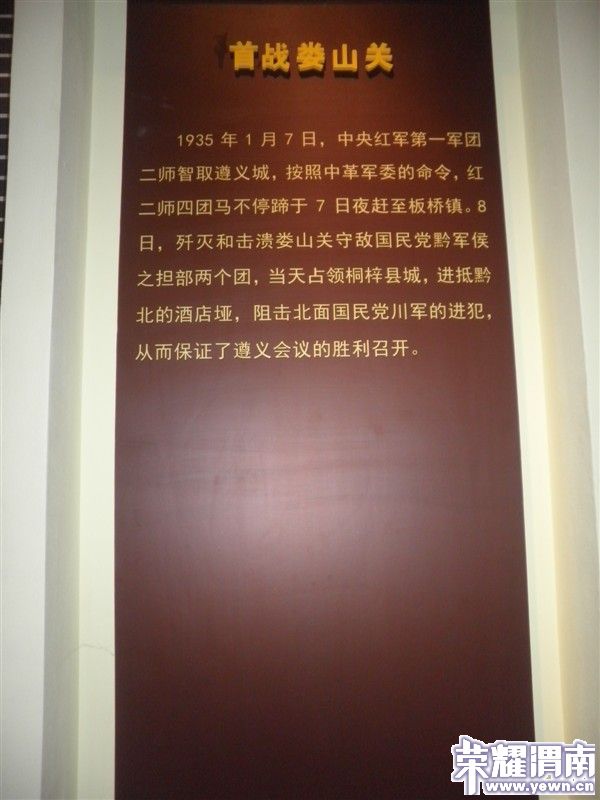 首战娄山关
1935 年 1 月 7 日，中央红军第一军团
二师智取遵义城，按照中革军委的命令，红
二师四团马不停蹄于 7 日夜赶至板桥镇。8
日，歼灭和击溃娄山关守敌国民党黔军侯
之担部两个团，当天占领桐梓县城，进抵黔
北的酒店垭，阻击北面国民党川军的进犯，
从而保证了遵义会议的胜利召开。
荣耀渭南
www.yewn.cn